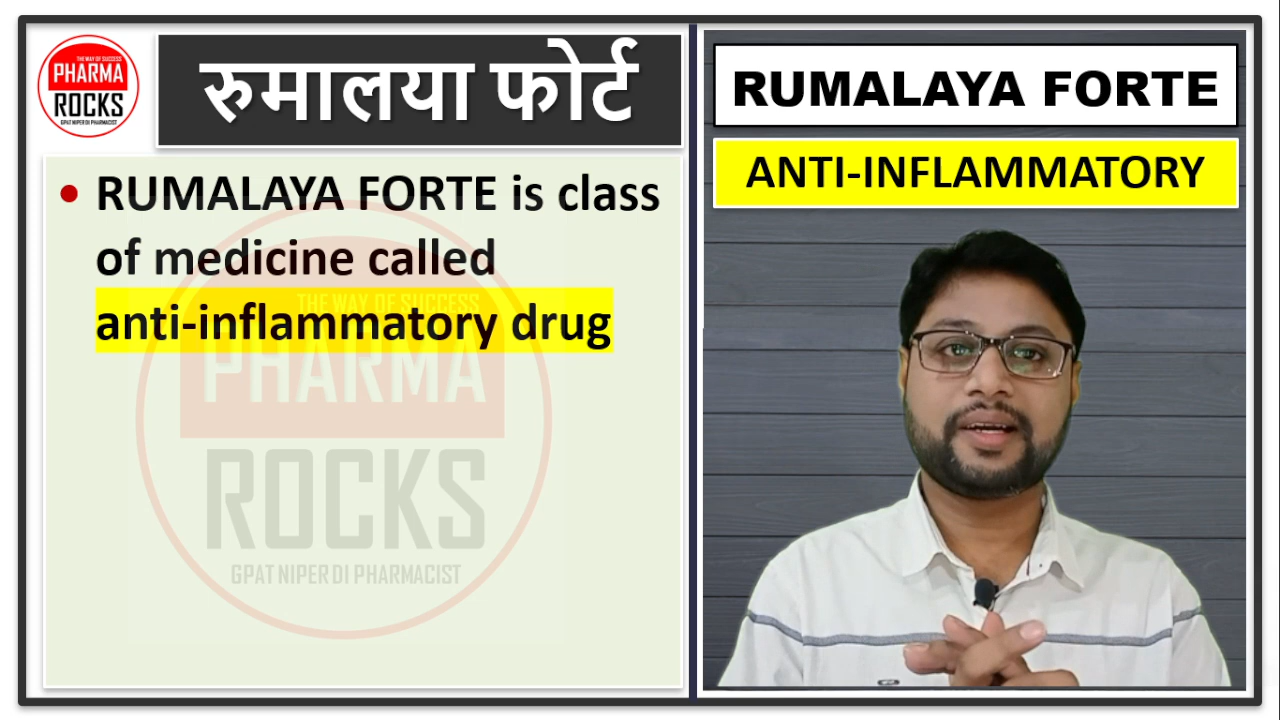 THE WAY OF SUCCESS
PHARMA
ROCKS
GPAT NIPER DI PHARMACIST
रुमालया फोर्ट
• RUMALAYA FORTE is class
of medicine called
anti-inflammatory drug
THE WAY OF SUCCESS
PHARMA
ROCKS
GPAT NIPER DI PHARMACIST
RUMALAYA FORTE
ANTI-INFLAMMATORY